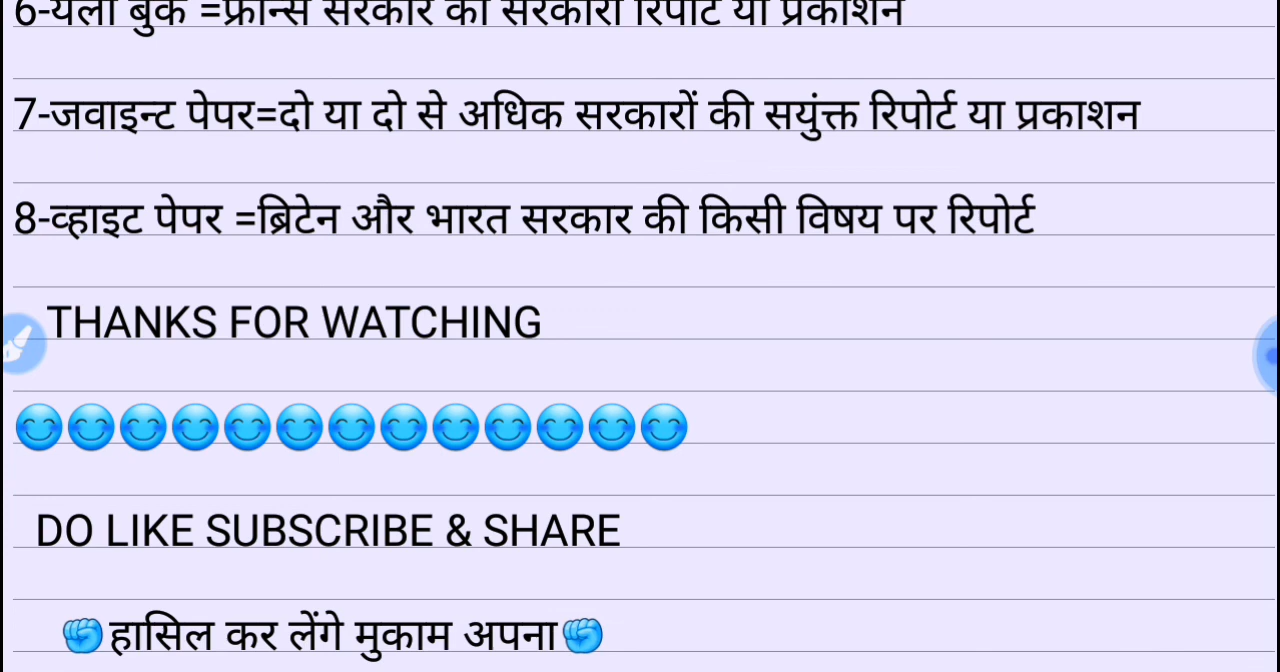 6-यलो बुक =फ्रान्स सरकार की सरकारी रिपोर्ट या प्रकाशन
7-जवाइन्ट पेपर=दो या दो से अधिक सरकारों की सयुंक्त रिपोर्ट या प्रकाशन
8-व्हाइट पेपर =ब्रिटेन और भारत सरकार की किसी विषय पर रिपोर्ट
THANKS FOR WATCHING
😊😊😊😊😊😊😊😊😊😊😊😊😊
DO LIKE SUBSCRIBE & SHARE
✊हासिल कर लेंगे मुकाम अपना✊